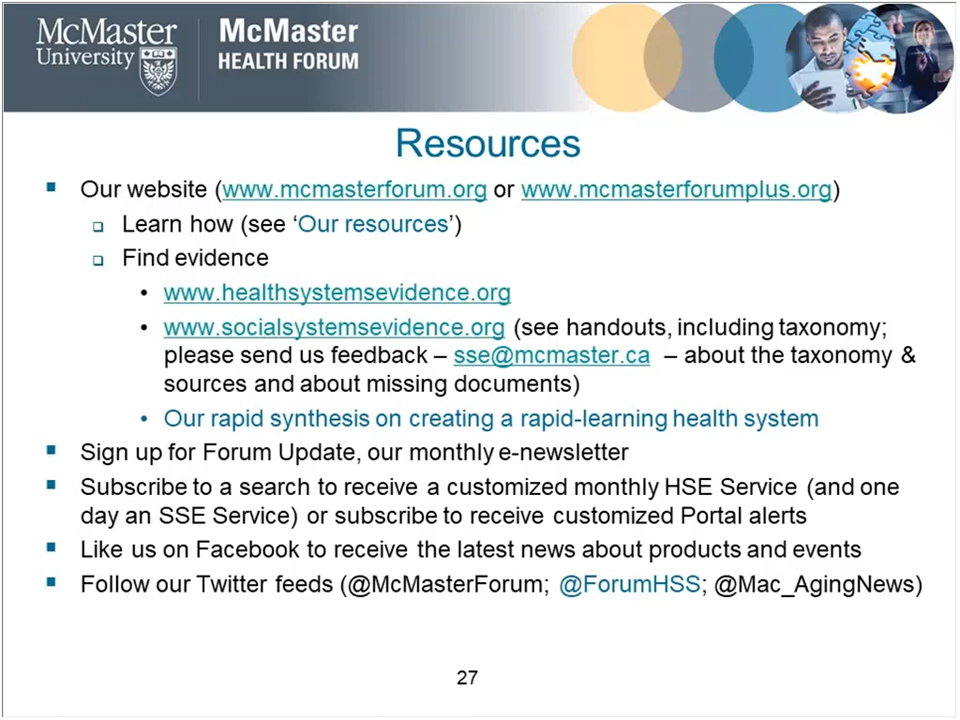 McMaster
University
McMaster
HEALTH FORUM
Resources
▪ Our website (www.mcmasterforum.org or www.mcmasterforumplus.org)
❑ Learn how (see ‘Our resources’)
❑ Find evidence
• www.healthsystemsevidence.org
• www.socialsystemsevidence.org (see handouts, including taxonomy;
please send us feedback – sse@mcmaster.ca – about the taxonomy &
sources and about missing documents)
• Our rapid synthesis on creating a rapid-learning health system
▪ Sign up for Forum Update, our monthly e-newsletter
▪ Subscribe to a search to receive a customized monthly HSE Service (and one
day an SSE Service) or subscribe to receive customized Portal alerts
▪ Like us on Facebook to receive the latest news about products and events
▪ Follow our Twitter feeds (@McMasterForum; @ForumHSS; @Mac_AgingNews)
27